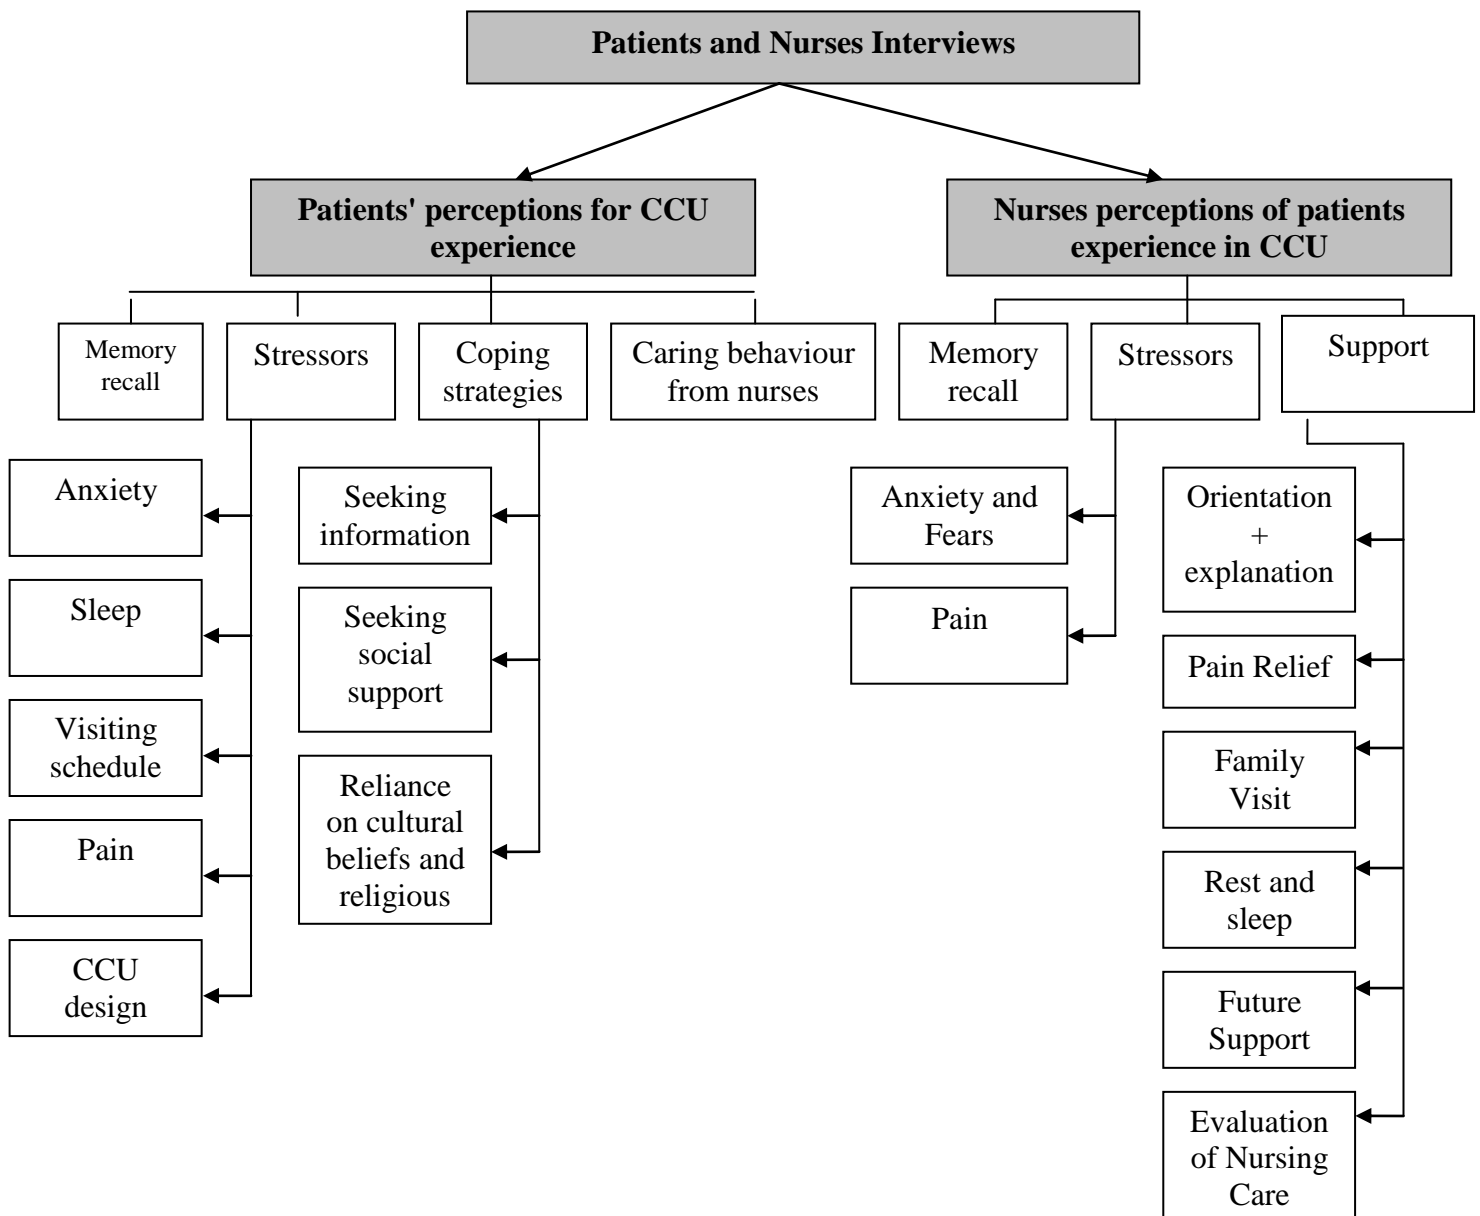 Patients and Nurses Interviews
Patients' perceptions for CCU
experience
Nurses perceptions of patients
experience in CCU
Memory
recall
Stressors
Coping
strategies
Caring behaviour
from nurses
Memory
recall
Stressors
Support
Anxiety
Sleep
Visiting
schedule
Pain
CCU
design
Seeking
information
Seeking
social
support
Reliance
on cultural
beliefs and
religious
Anxiety and
Fears
Pain
Orientation
+
explanation
Pain Relief
Family
Visit
Rest and
sleep
Future
Support
Evaluation
of Nursing
Care